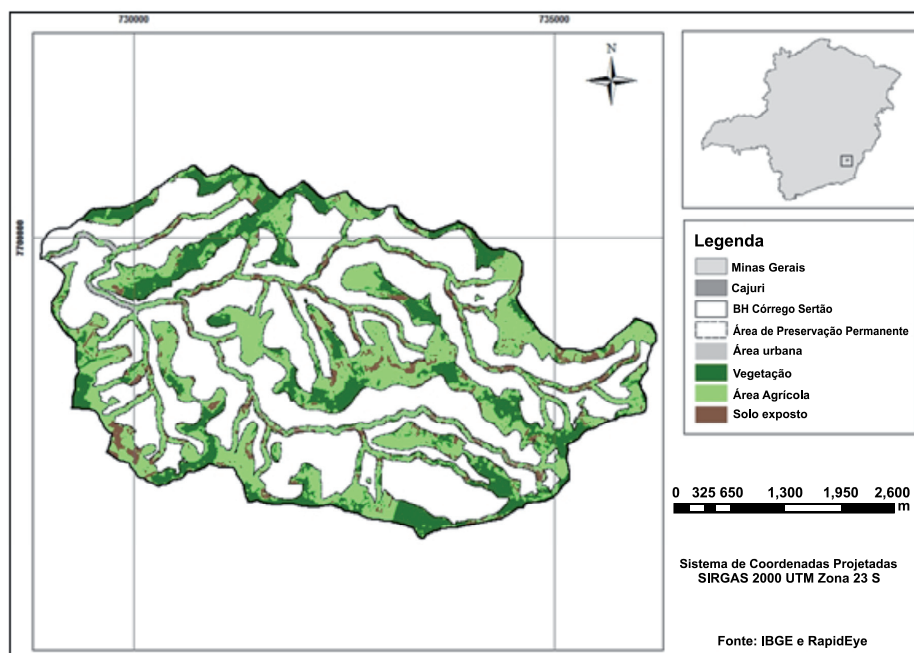 730000
735000
N
7700000
Legenda
Minas Gerais
Cajuri
BH Córrego Sertão
Área de Preservação Permanente
Área urbana
Vegetação
Área Agrícola
Solo exposto
0 325 650 1,300 1,950 2,600
m
Sistema de Coordenadas Projetadas
SIRGAS 2000 UTM Zona 23 S
Fonte: IBGE e RapidEye